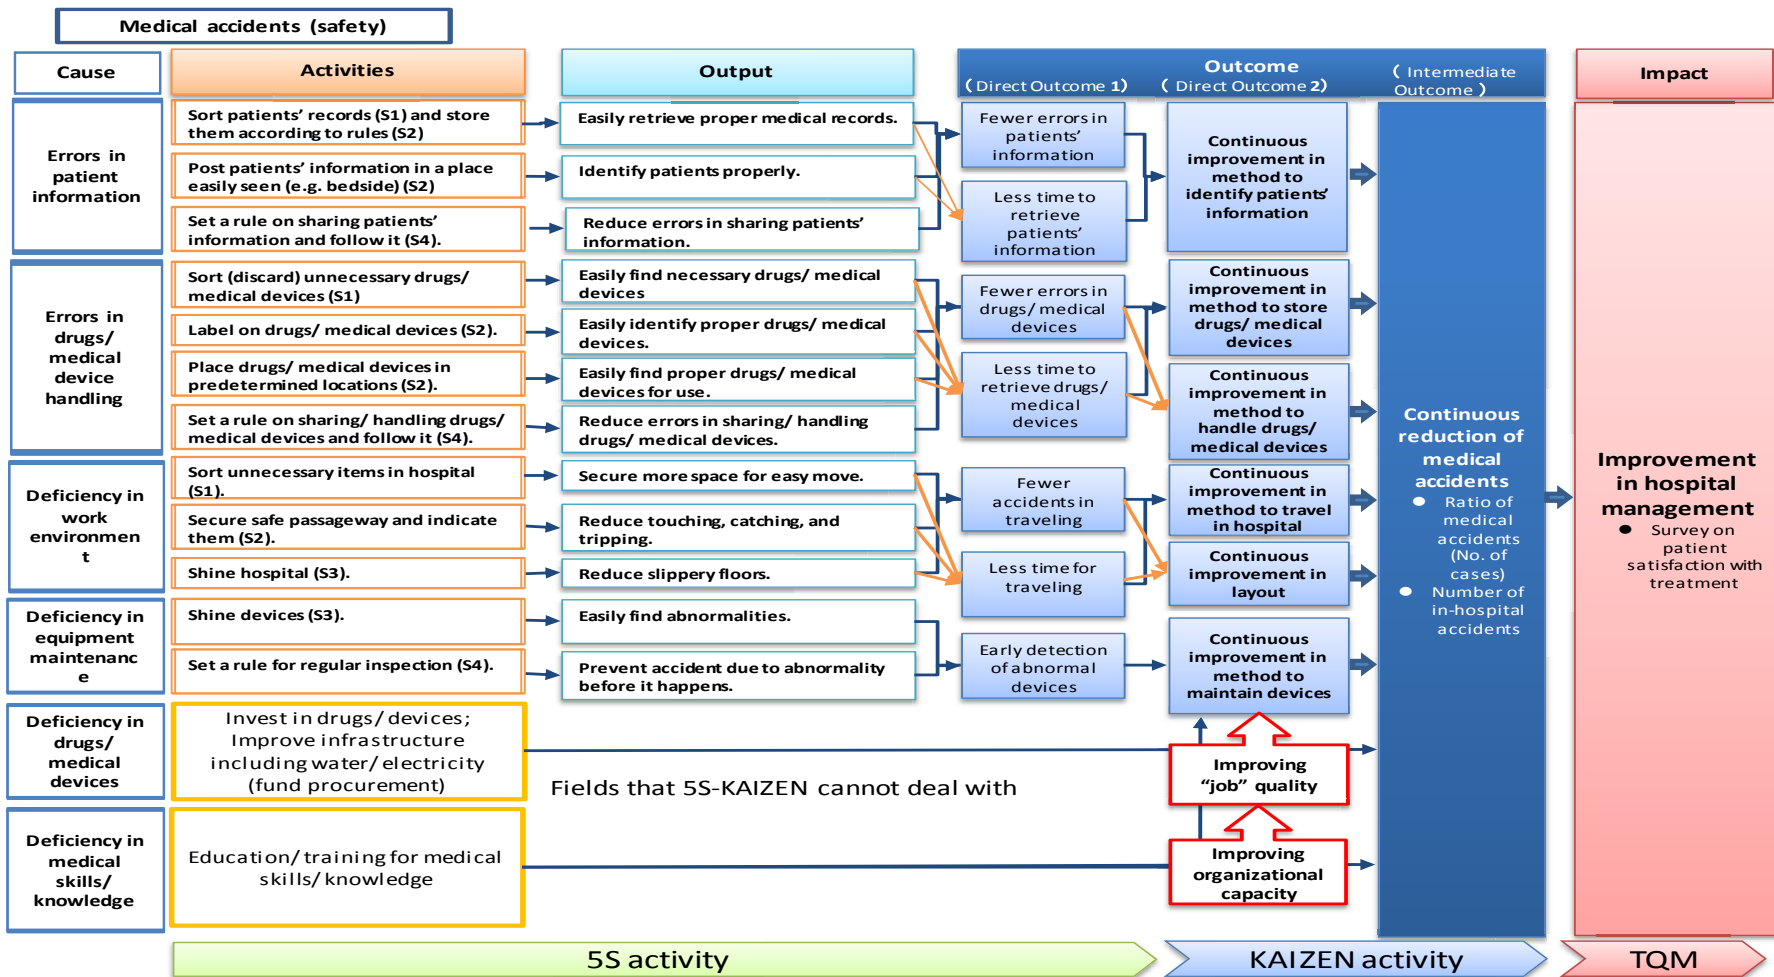 Medical accidents (safety)
Cause
Activities
Output
Outcome
( Direct Outcome 1)
( Direct Outcome 2)
( Intermediate
Outcome )
Impact
Errors in
patient
information
Sort patients' records (S1) and store
them according to rules (S2)
Post patients' information in a place
easily seen (e.g. bedside) (S2)
Set a rule on sharing patients'
information and follow it (S4).
Easily retrieve proper medical records.
Identify patients properly.
Reduce errors in sharing patients'
information.
Fewer errors in
patients'
information
Less time to
retrieve
patients'
information
Continuous
improvement in
method to
identify patients'
information
Errors in
drugs/
medical
device
handling
Sort (discard) unnecessary drugs/
medical devices (S1)
Label on drugs/ medical devices (S2).
Place drugs/ medical devices in
predetermined locations (S2).
Set a rule on sharing/ handling drugs/
medical devices and follow it (S4).
Easily find necessary drugs/ medical
devices
Easily identify proper drugs/ medical
devices.
Easily find proper drugs/ medical
devices for use.
Reduce errors in sharing/ handling
drugs/ medical devices.
Fewer errors in
drugs/ medical
devices
Less time to
retrieve drugs/
medical
devices
Continuous
improvement in
method to store
drugs/ medical
devices
Continuous
improvement in
method to
handle drugs/
medical devices
Deficiency in
work
environmen
t
Sort unnecessary items in hospital
(S1).
Secure safe passageway and indicate
them (S2).
Shine hospital (S3).
Secure more space for easy move.
Reduce touching, catching, and
tripping.
Reduce slippery floors.
Fewer
accidents in
traveling
Less time for
traveling
Continuous
improvement in
method to travel
in hospital
Continuous
improvement in
layout
Deficiency in
equipment
maintenanc
e
Shine devices (S3).
Set a rule for regular inspection (S4).
Easily find abnormalities.
Prevent accident due to abnormality
before it happens.
Early detection
of abnormal
devices
Continuous
improvement in
method to
maintain devices
Continuous
reduction of
medical
accidents
● Ratio of
medical
accidents
(No. of
cases)
● Number of
in-hospital
accidents
Improvement
in hospital
management
● Survey on
patient
satisfaction with
treatment
Deficiency in
drugs/
medical
devices
Invest in drugs/ devices;
Improve infrastructure
including water/ electricity
(fund procurement)
Fields that 5S-KAIZEN cannot deal with
Improving
"job" quality
Deficiency in
medical
skills/
knowledge
Education/ training for medical
skills/ knowledge
Improving
organizational
capacity
5S activity
KAIZEN activity
TQM